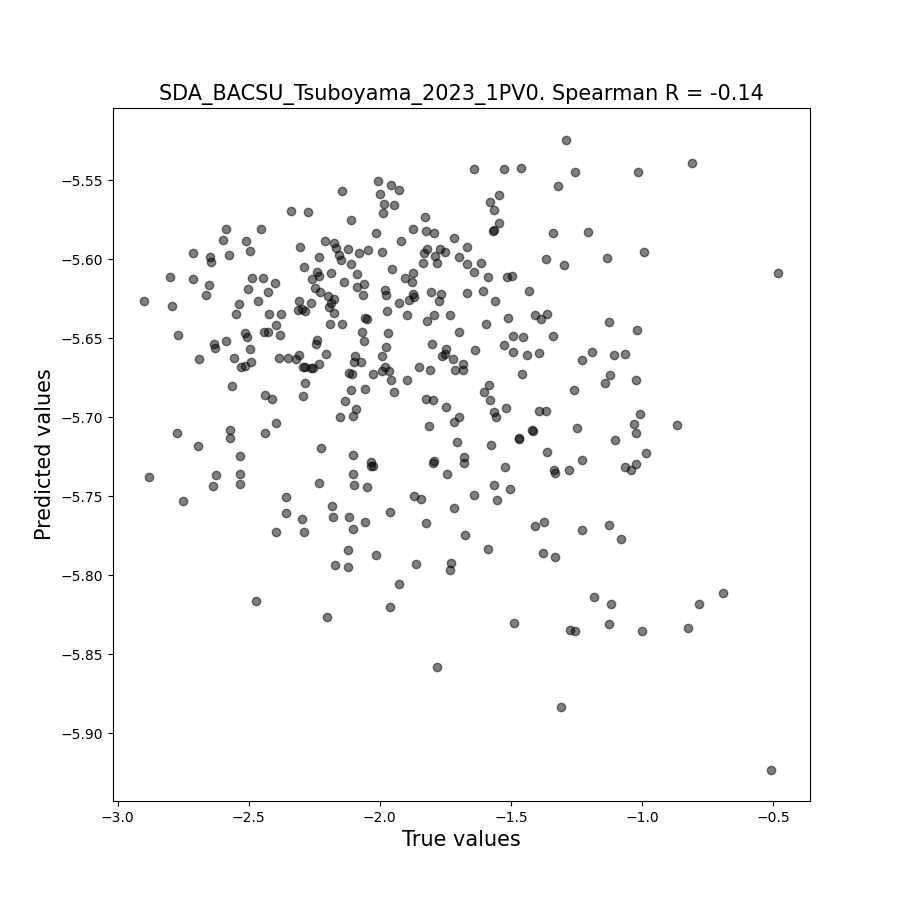 SDA_BACSU_Tsuboyama_2023_1PV0. Spearman R = -0.14
−5.55
−5.60
−5.65
−5.70
−5.75
−5.80
−5.85
−5.90
Predicted values
−3.0 −2.5 −2.0 −1.5 −1.0 −0.5
True values